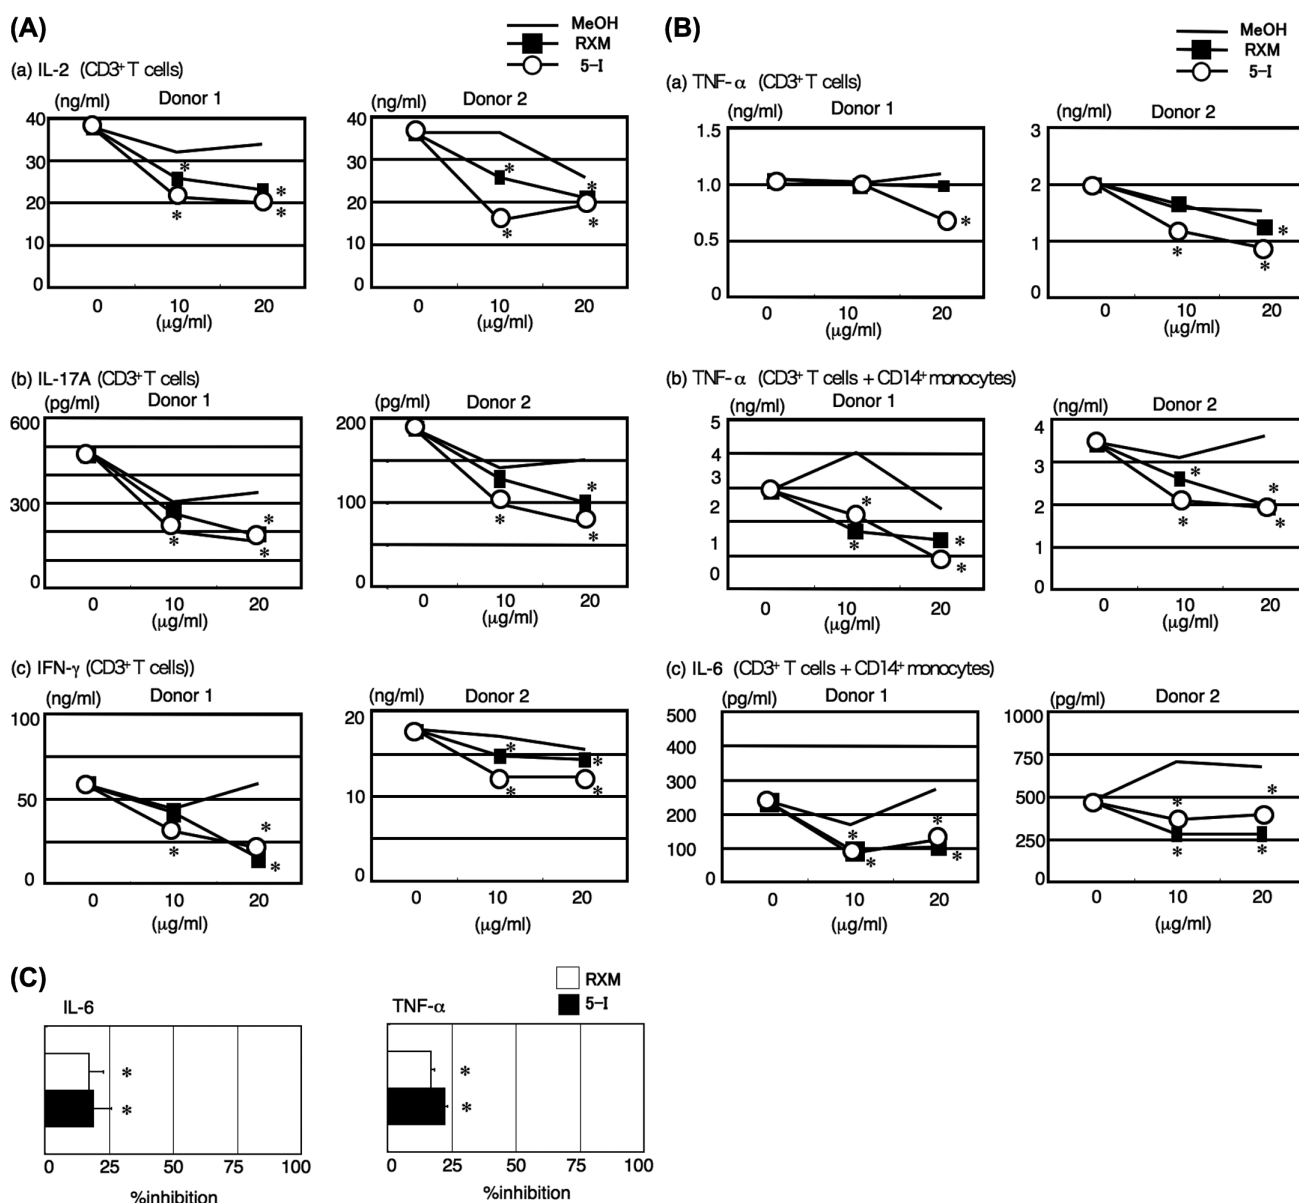 (A)
MeOH
RXM
5-I
(a) IL-2 (CD3+ T cells)
(ng/ml) Donor 1
40
30
20
10
0
0 10 20
(μg/ml)
*
*
*
*
(ng/ml) Donor 2
40
30
20
10
0
0 10 20
(μg/ml)
*
*
*
*
(b) IL-17A (CD3+ T cells)
(pg/ml) Donor 1
600
300
0
0 10 20
(μg/ml)
*
*
*
(pg/ml) Donor 2
200
100
0
0 10 20
(μg/ml)
*
*
*
(c) IFN-γ (CD3+ T cells))
(ng/ml) Donor 1
100
50
0
0 10 20
(μg/ml)
*
*
*
(ng/ml) Donor 2
20
10
0
0 10 20
(μg/ml)
*
*
*
*
(B)
MeOH
RXM
5-I
(a) TNF-α (CD3+ T cells)
(ng/ml) Donor 1
1.5
1.0
0.5
0
0 10 20
(μg/ml)
*
(ng/ml) Donor 2
3
2
1
0
0 10 20
(μg/ml)
*
*
*
(b) TNF-α (CD3+ T cells + CD14+ monocytes)
(ng/ml) Donor 1
5
4
3
2
1
0
0 10 20
(μg/ml)
*
*
*
*
(ng/ml) Donor 2
4
3
2
1
0
0 10 20
(μg/ml)
*
*
*
*
(c) IL-6 (CD3+ T cells + CD14+ monocytes)
(pg/ml) Donor 1
500
400
300
200
100
0
0 10 20
(μg/ml)
*
*
*
*
(pg/ml) Donor 2
1000
750
500
250
0
0 10 20
(μg/ml)
*
*
*
*
(C)
RXM
5-I
IL-6
*
*
0 25 50 75 100
%inhibition
TNF-α
*
*
0 25 50 75 100
%inhibition